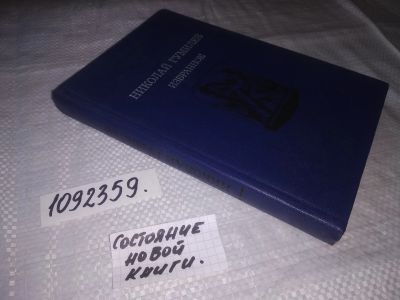 НИКОЛАЙ ГУМИЛЕВ
ИЗБРАННОЕ
1092359.
СОСТОЯНИЕ
НОВОЙ
КНИГИ.